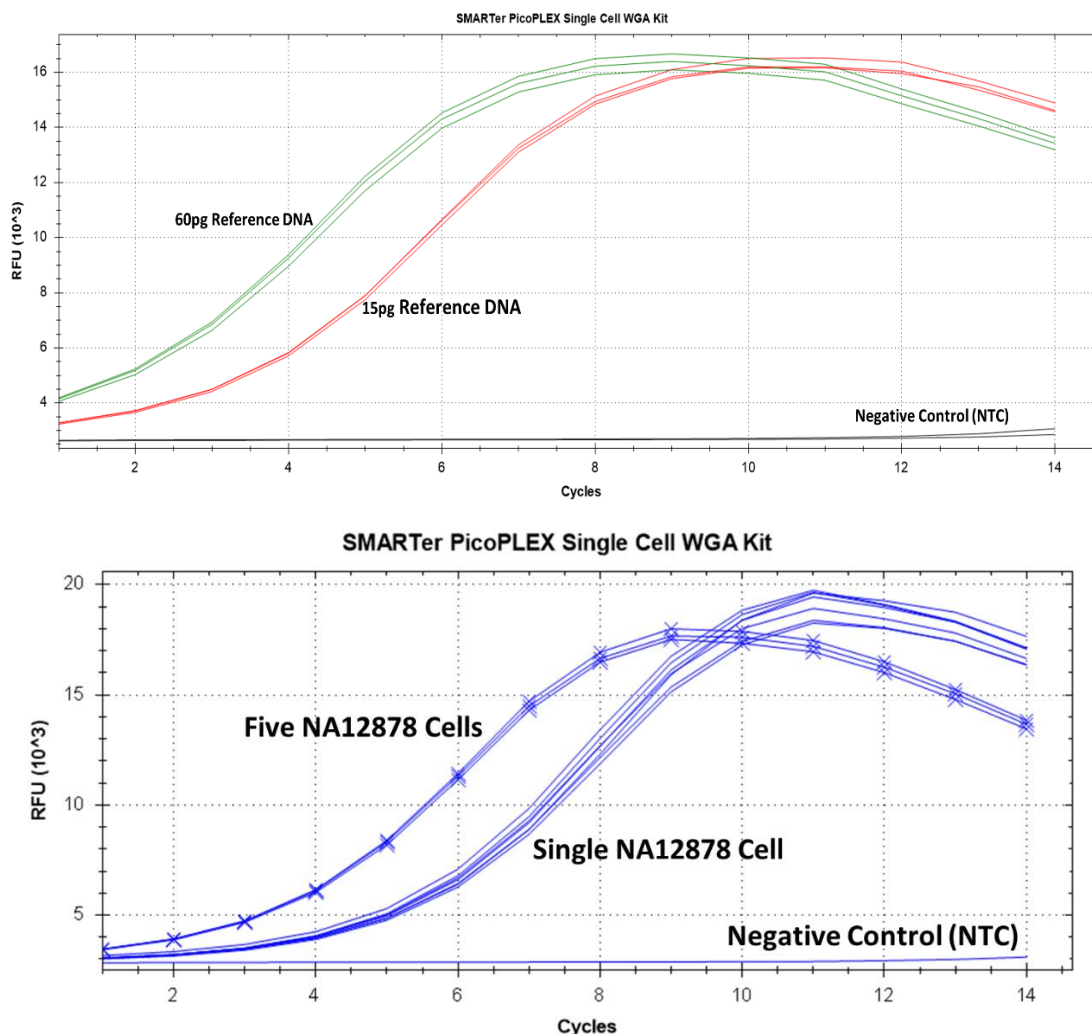 SMARTer PicoPLEX Single Cell WGA Kit
16
14
12
10
8
6
4
RFU (10^3)
60pg Reference DNA
15pg Reference DNA
Negative Control (NTC)
2
4
6
8
10
12
14
Cycles
SMARTer PicoPLEX Single Cell WGA Kit
20
15
10
5
RFU (10^3)
Five NA12878 Cells
Single NA12878 Cell
Negative Control (NTC)
2
4
6
8
10
12
14
Cycles